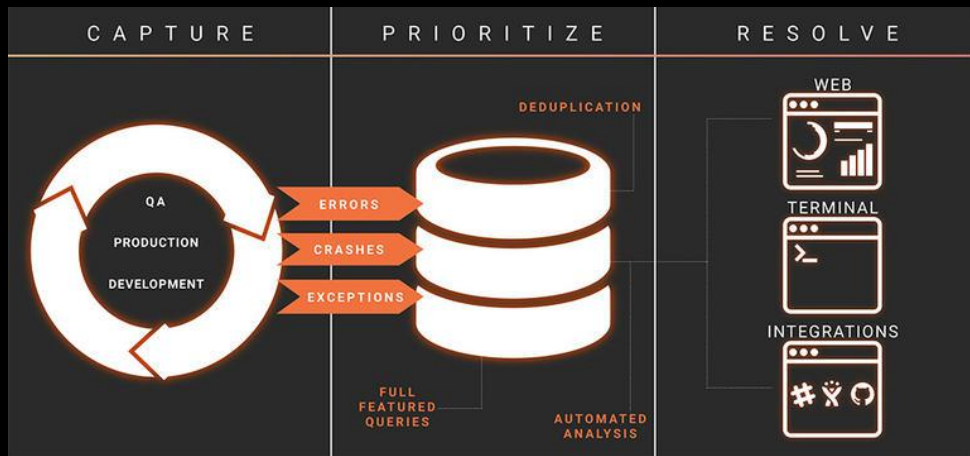 CAPTURE
PRIORITIZE
RESOLVE
QA
PRODUCTION
DEVELOPMENT
ERRORS
CRASHES
EXCEPTIONS
DEDUPLICATION
FULL
FEATURED
QUERIES
AUTOMATED
ANALYSIS
WEB
TERMINAL
>_
INTEGRATIONS